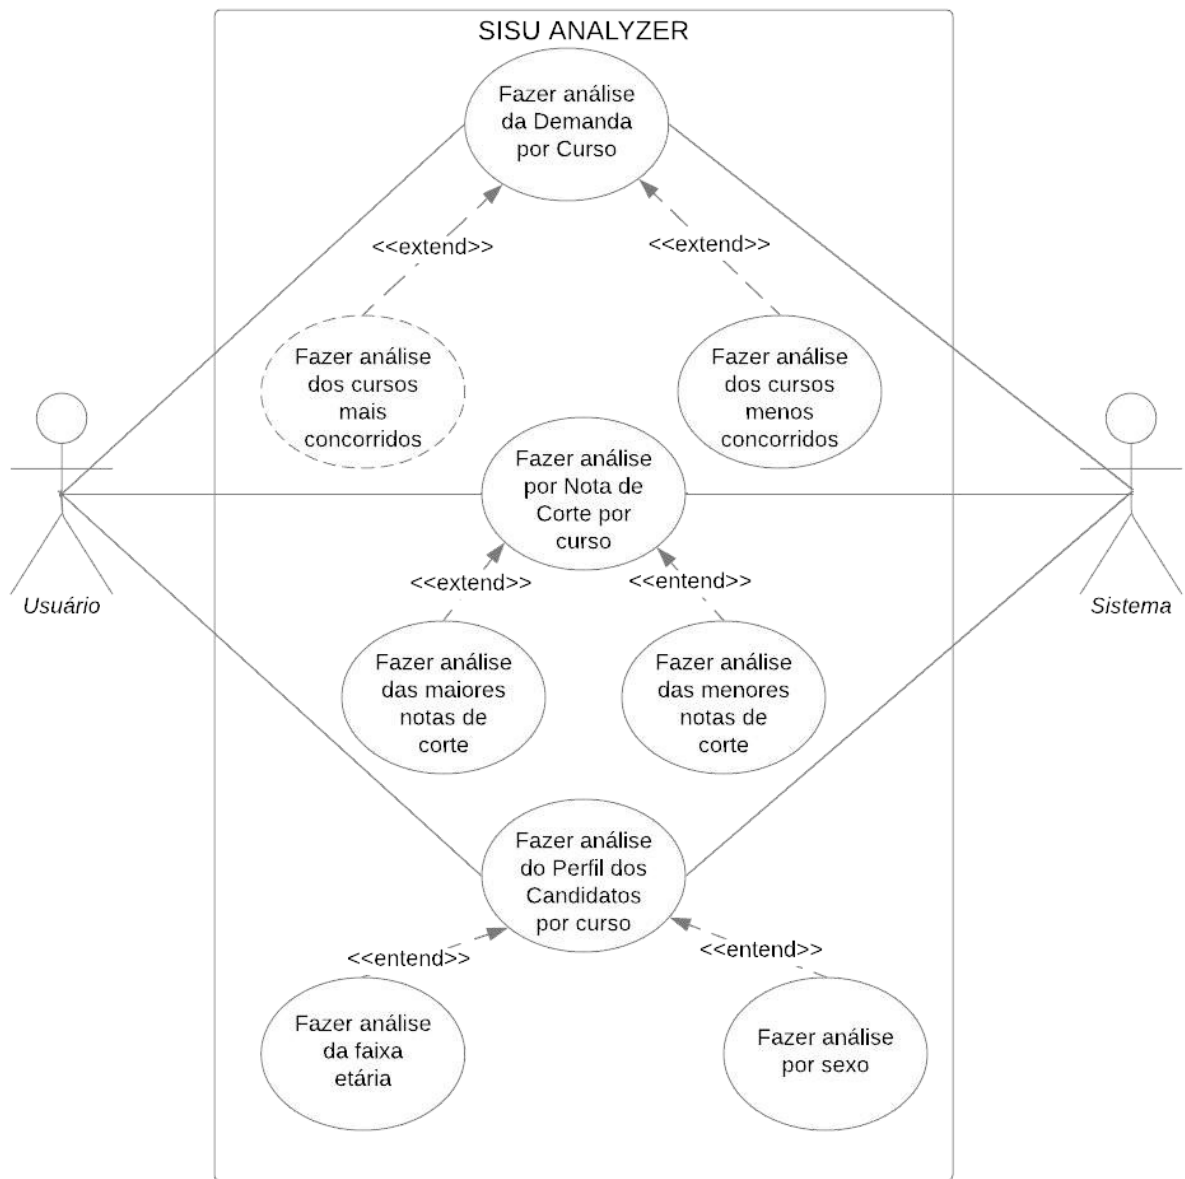 SISU ANALYZER
Fazer análise
da Demanda
por Curso
<<extend>>
<<extend>>
Fazer análise
dos cursos
mais
concorridos
Fazer análise
dos cursos
menos
concorridos
Fazer análise
por Nota de
Corte por
curso
Usuário
Sistema
<<extend>>
<<entend>>
Fazer análise
das maiores
notas de
corte
Fazer análise
das menores
notas de
corte
Fazer análise
do Perfil dos
Candidatos
por curso
<<entend>>
<<entend>>
Fazer análise
da faixa
etária
Fazer análise
por sexo